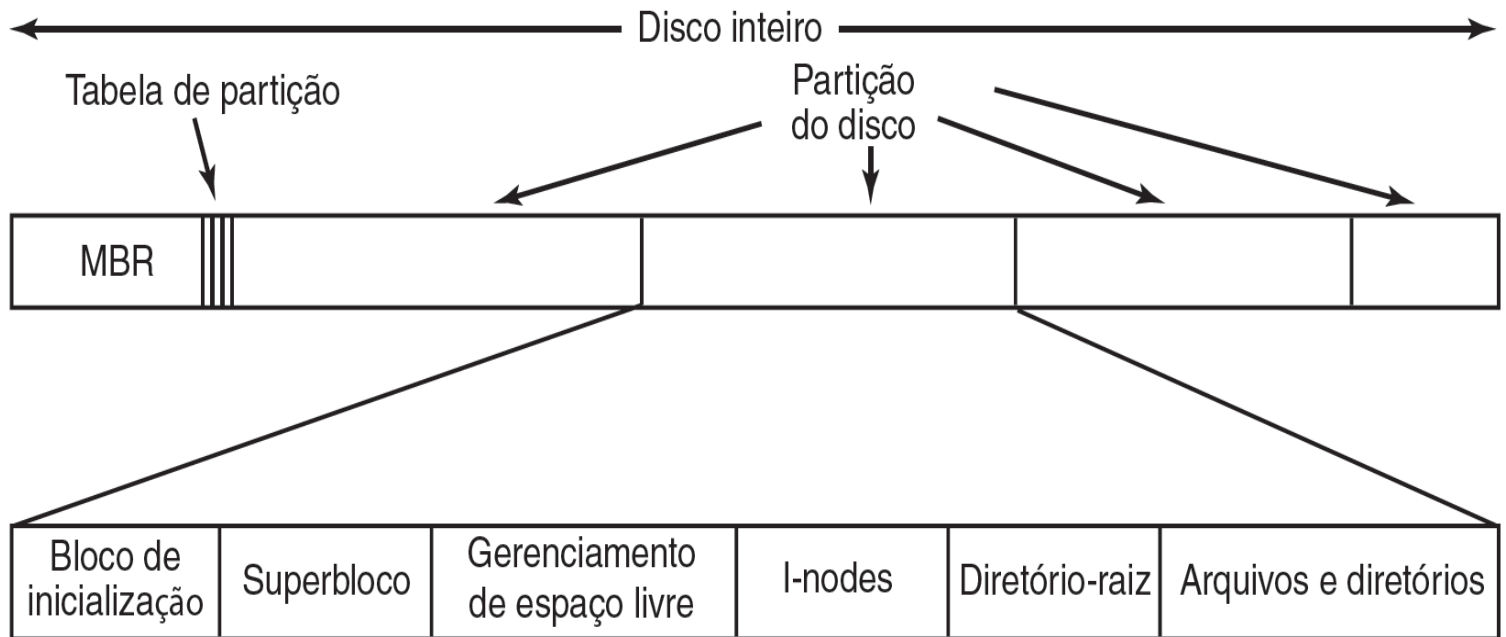 Disco inteiro
Tabela de partição
Partição
do disco
MBR
Bloco de
inicialização
Superbloco
Gerenciamento
de espaço livre
I-nodes
Diretório-raiz
Arquivos e diretórios